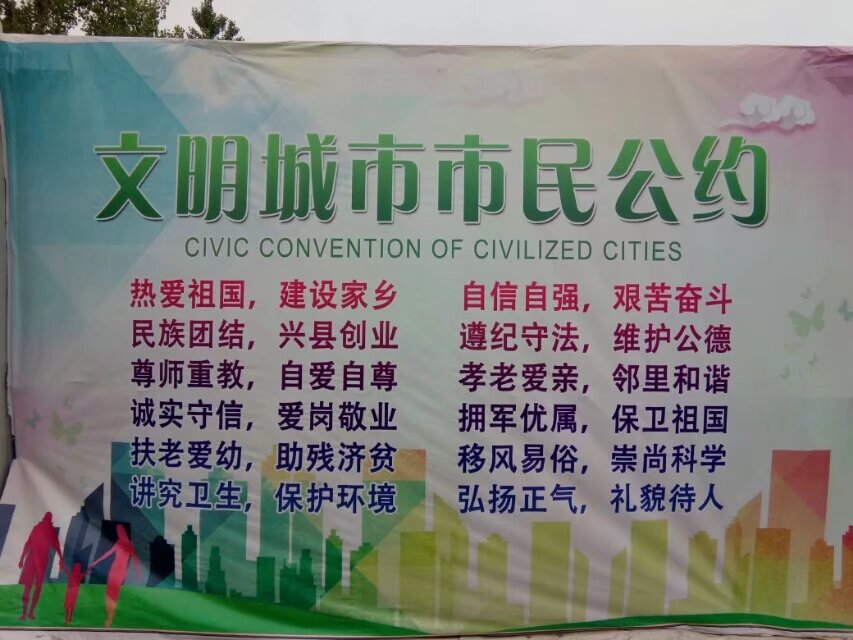 文明城市市民公约
CIVIC CONVENTION OF CIVILIZED CITIES
热爱祖国，建设家乡
民族团结，兴县创业
尊师重教，自爱自尊
诚实守信，爱岗敬业
扶老爱幼，助残济贫
讲究卫生，保护环境
自信自强，艰苦奋斗
遵纪守法，维护公德
孝老爱亲，邻里和谐
拥军优属，保卫祖国
移风易俗，崇尚科学
弘扬正气，礼貌待人